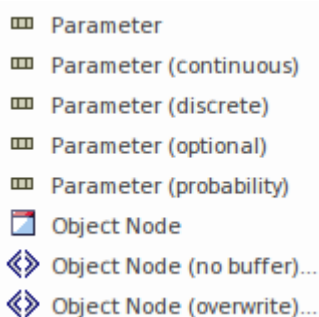 Parameter
Parameter (continuous)
Parameter (discrete)
Parameter (optional)
Parameter (probability)
Object Node
Object Node (no buffer)...
Object Node (overwrite)...